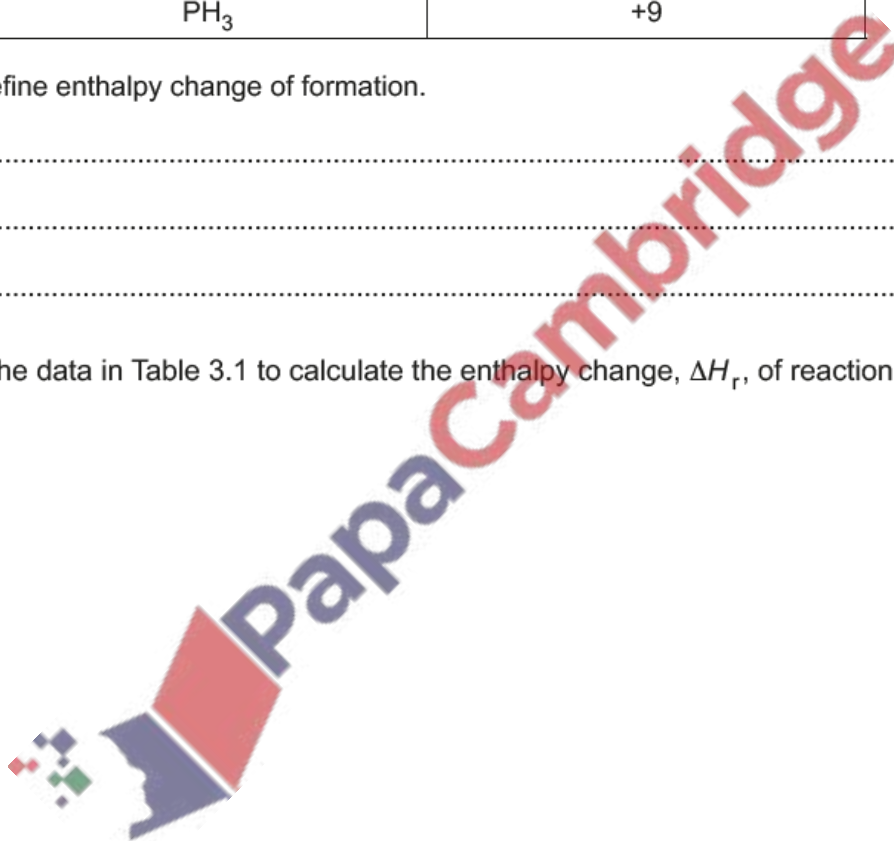 PH3 +9
efine enthalpy change of formation.
he data in Table 3.1 to calculate the enthalpy change, ΔHr, of reaction
PapaCambridge